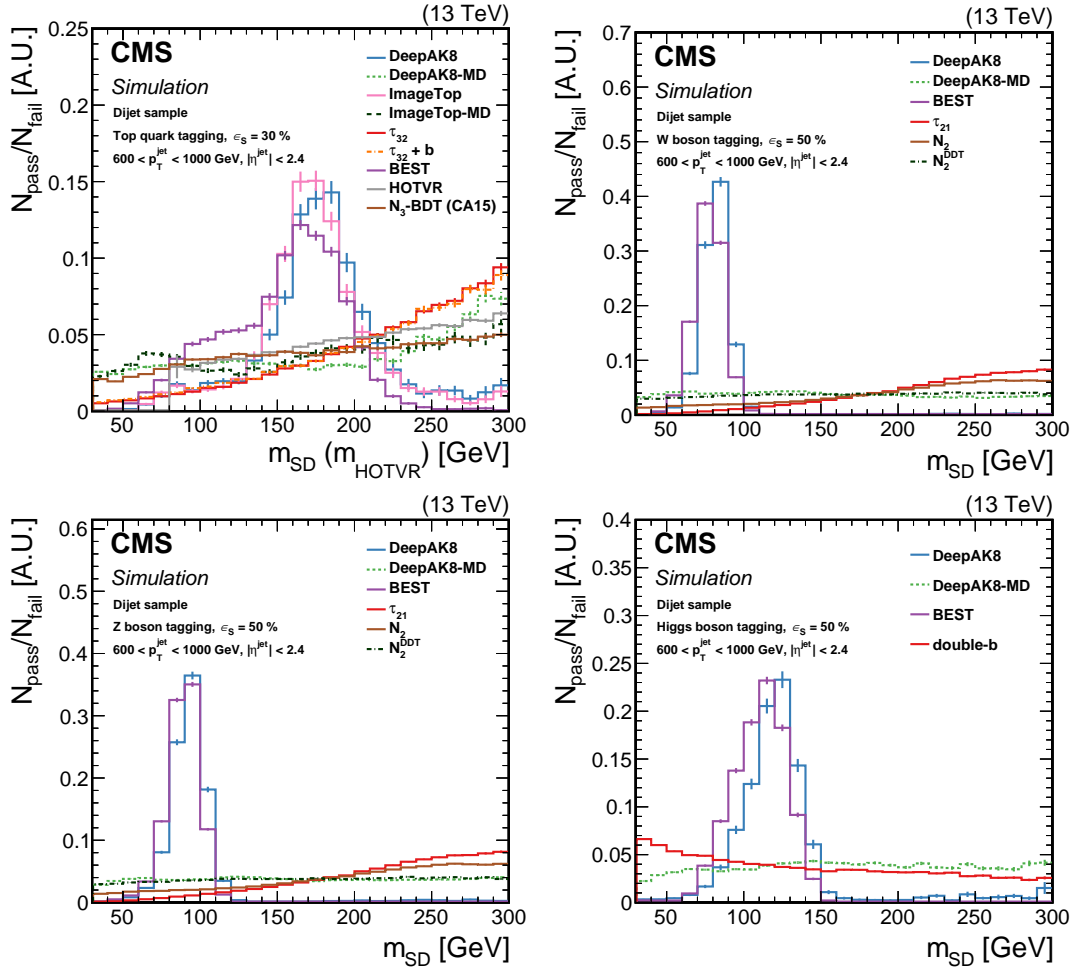 (13 TeV)
CMS
Simulation
Dijet sample
Top quark tagging, ε_S = 30 %
600 < p_T^jet < 1000 GeV, |η^jet| < 2.4
DeepAK8
DeepAK8-MD
ImageTop
ImageTop-MD
τ_32
τ_32 + b
BEST
HOTVR
N_3-BDT (CA15)
N_pass/N_fail [A.U.]
0.25
0.2
0.15
0.1
0.05
0
50 100 150 200 250 300
m_SD (m_HOTVR) [GeV]
(13 TeV)
CMS
Simulation
Dijet sample
W boson tagging, ε_S = 50 %
600 < p_T^jet < 1000 GeV, |η^jet| < 2.4
DeepAK8
DeepAK8-MD
BEST
τ_21
N_2
N_2^DDT
N_pass/N_fail [A.U.]
0.7
0.6
0.5
0.4
0.3
0.2
0.1
0
50 100 150 200 250 300
m_SD [GeV]
(13 TeV)
CMS
Simulation
Dijet sample
Z boson tagging, ε_S = 50 %
600 < p_T^jet < 1000 GeV, |η^jet| < 2.4
DeepAK8
DeepAK8-MD
BEST
τ_21
N_2
N_2^DDT
N_pass/N_fail [A.U.]
0.6
0.5
0.4
0.3
0.2
0.1
0
50 100 150 200 250 300
m_SD [GeV]
(13 TeV)
CMS
Simulation
Dijet sample
Higgs boson tagging, ε_S = 50 %
600 < p_T^jet < 1000 GeV, |η^jet| < 2.4
DeepAK8
DeepAK8-MD
BEST
double-b
N_pass/N_fail [A.U.]
0.4
0.35
0.3
0.25
0.2
0.15
0.1
0.05
0
50 100 150 200 250 300
m_SD [GeV]